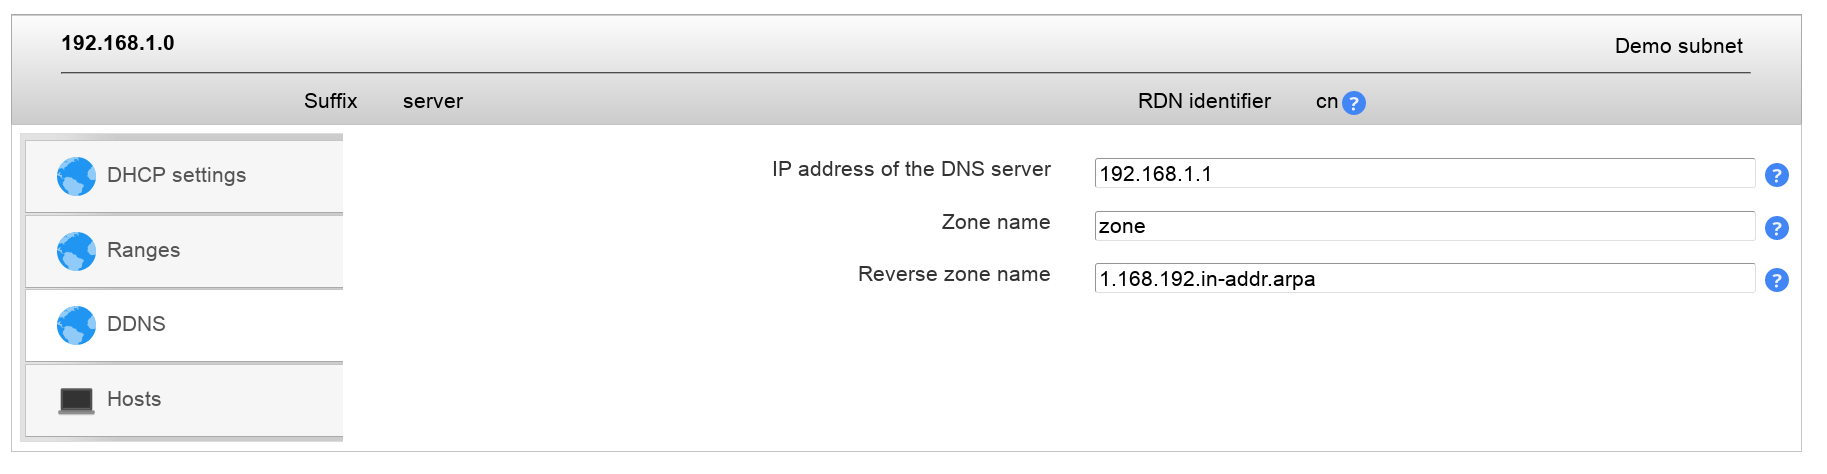 192.168.1.0
Demo subnet
Suffix server RDN identifier cn ?
DHCP settings
Ranges
DDNS
Hosts
IP address of the DNS server 192.168.1.1 ?
Zone name zone ?
Reverse zone name 1.168.192.in-addr.arpa ?